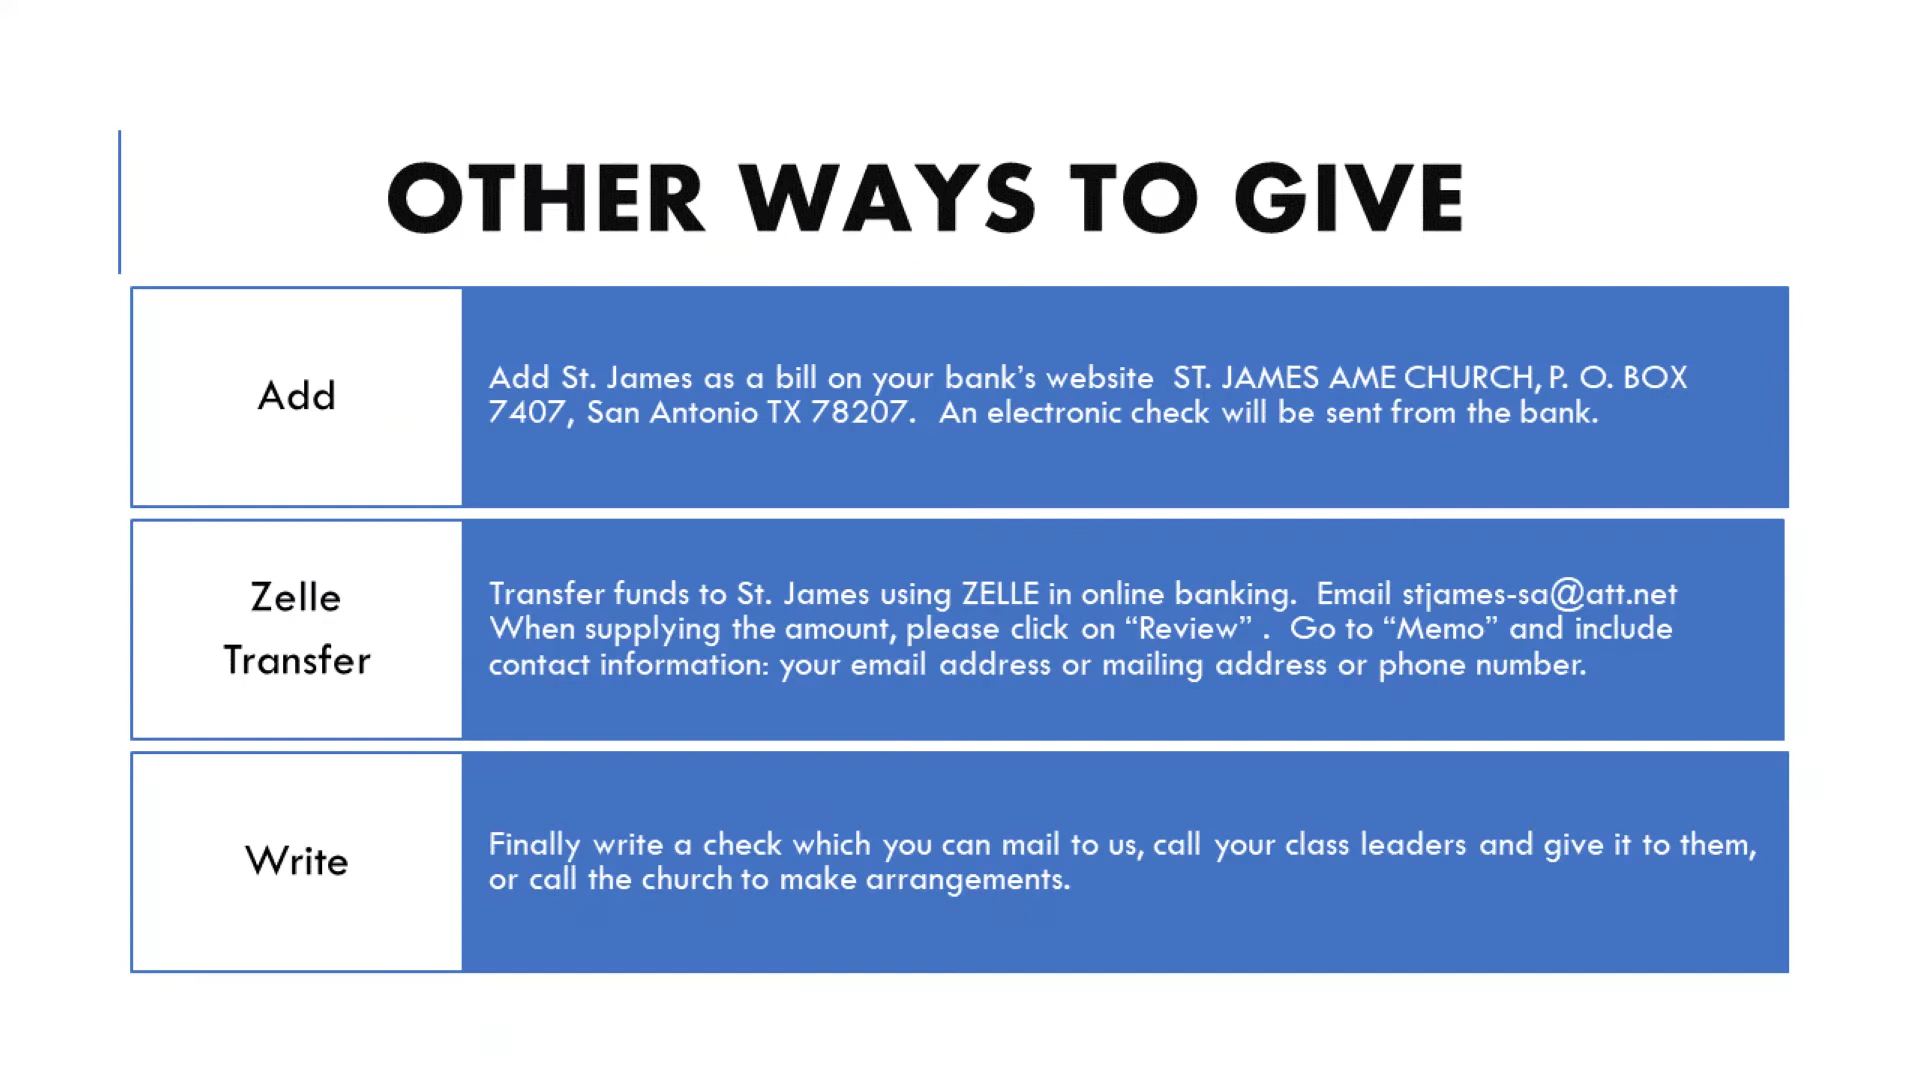 OTHER WAYS TO GIVE
Add
Add St. James as a bill on your bank’s website  ST. JAMES AME CHURCH, P. O. BOX
7407, San Antonio TX 78207.  An electronic check will be sent from the bank.
Zelle
Transfer
Transfer funds to St. James using ZELLE in online banking.  Email stjames-sa@att.net
When supplying the amount, please click on “Review” .  Go to “Memo” and include
contact information: your email address or mailing address or phone number.
Write
Finally write a check which you can mail to us, call your class leaders and give it to them,
or call the church to make arrangements.